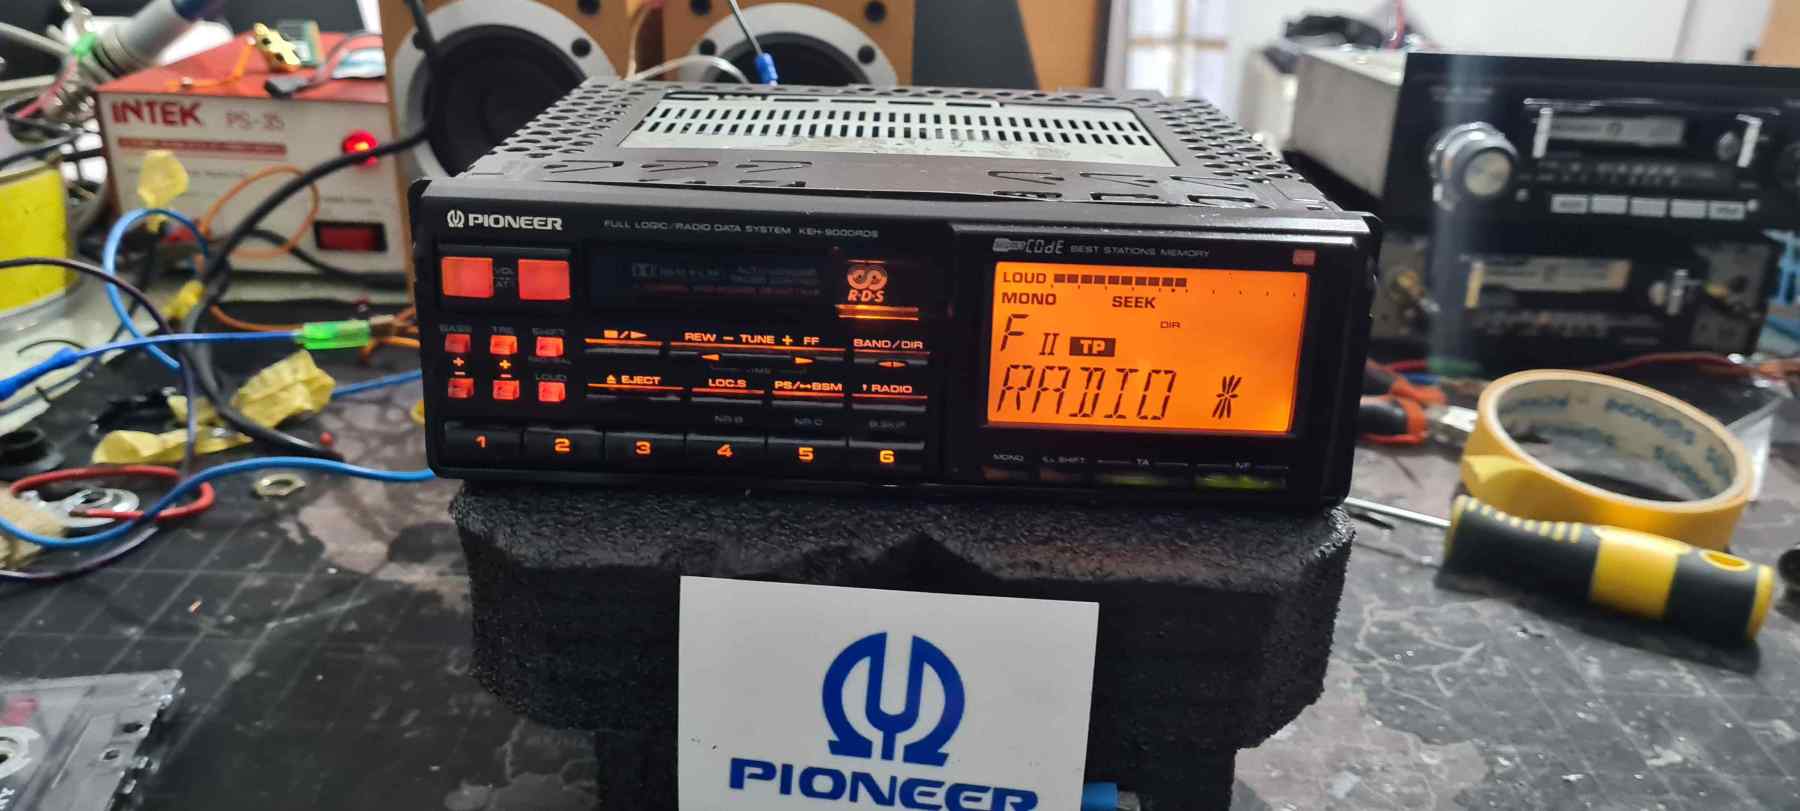 INTEK PS-35
PIONEER
FULL LOGIC/RADIO DATA SYSTEM KEH-9000RDS
CODE BEST STATIONS MEMORY
VOL
R·D·S
LOUD
MONO SEEK
DIR
F II TP
RADIO *
BASS TRE SHIFT
REW − TUNE + FF
BAND/DIR
+ +
− −
LOUD
EJECT LOC.S PS/BSM RADIO
NR B NR C B.SKIP
1 2 3 4 5 6
MONO SHIFT TA NF
PIONEER